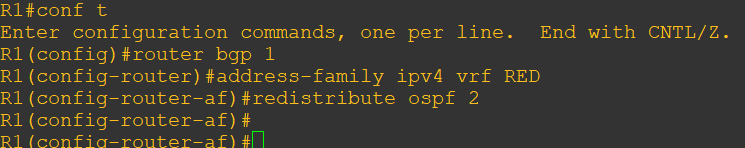 R1#conf t
Enter configuration commands, one per line.  End with CNTL/Z.
R1(config)#router bgp 1
R1(config-router)#address-family ipv4 vrf RED
R1(config-router-af)#redistribute ospf 2
R1(config-router-af)#
R1(config-router-af)#